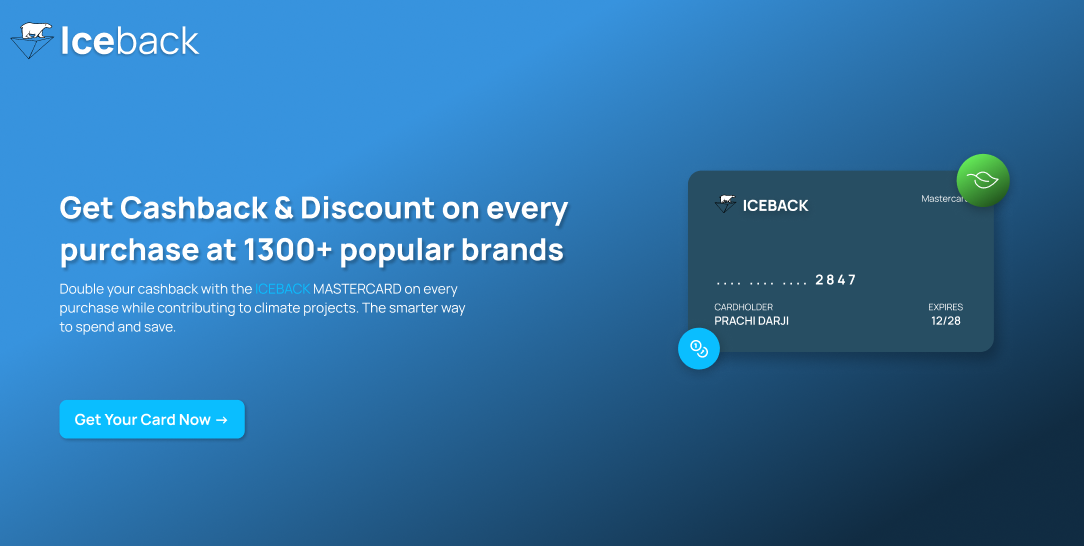 Iceback
Get Cashback & Discount on every
purchase at 1300+ popular brands
Double your cashback with the ICEBACK MASTERCARD on every
purchase while contributing to climate projects. The smarter way
to spend and save.
Get Your Card Now →
ICEBACK
Mastercar
.... .... .... 2847
CARDHOLDER
PRACHI DARJI
EXPIRES
12/28